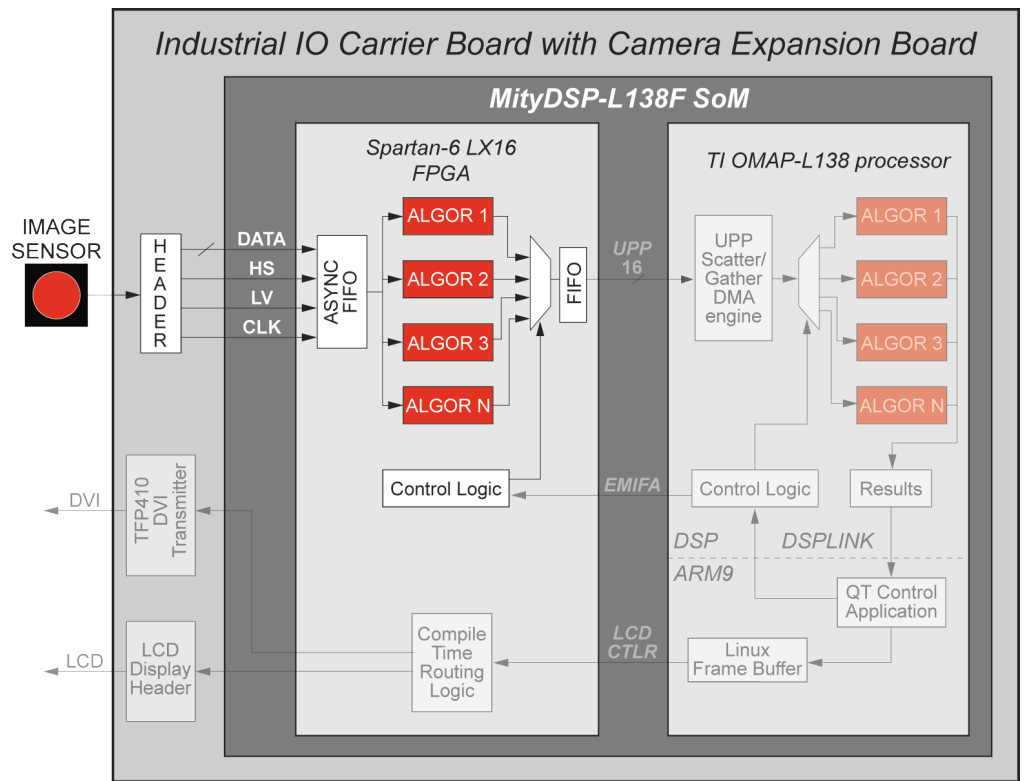 Industrial IO Carrier Board with Camera Expansion Board
MityDSP-L138F SoM
Spartan-6 LX16
FPGA
TI OMAP-L138 processor
IMAGE
SENSOR
HEADER
DATA
HS
LV
CLK
ASYNC
FIFO
ALGOR 1
ALGOR 2
ALGOR 3
ALGOR N
FIFO
Control Logic
UPP
16
UPP
Scatter/
Gather
DMA
engine
ALGOR 1
ALGOR 2
ALGOR 3
ALGOR N
EMIFA
Control Logic
Results
DSP
DSPLINK
ARM9
QT Control
Application
Linux
Frame Buffer
LCD
CTLR
Compile
Time
Routing
Logic
DVI
TFP410
DVI
Transmitter
LCD
LCD
Display
Header